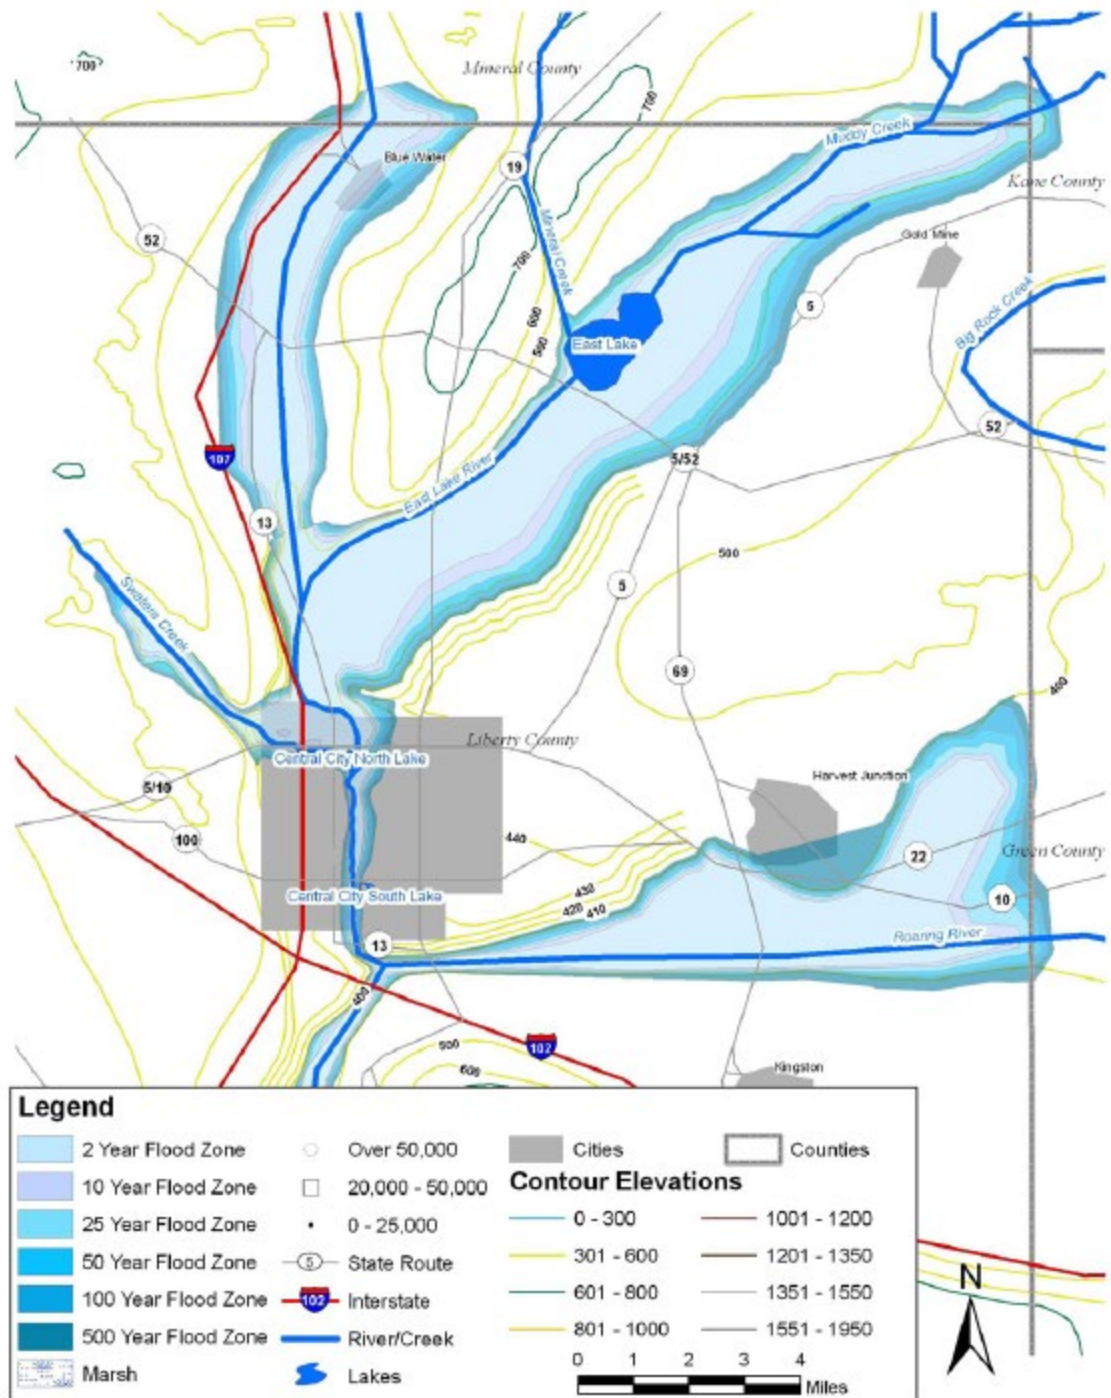 Mineral County
700
700
Muddy Creek
Blue Water
19
Kane County
52
Mineral Creek
Gold Mine
700
5
Big Rock Creek
600
500
East Lake
52
107
5/52
East Lake River
13
500
5
Swatara Creek
69
400
Liberty County
Central City North Lake
Harvest Junction
5/10
100
440
22
Green County
430
Central City South Lake
10
420
410
Roaring River
13
400
500
102
600
Kingston
Legend
2 Year Flood Zone
10 Year Flood Zone
25 Year Flood Zone
50 Year Flood Zone
100 Year Flood Zone
500 Year Flood Zone
Marsh
Over 50,000
20,000 - 50,000
0 - 25,000
5 State Route
102 Interstate
River/Creek
Lakes
Cities
Counties
Contour Elevations
0 - 300
301 - 600
601 - 800
801 - 1000
1001 - 1200
1201 - 1350
1351 - 1550
1551 - 1950
0 1 2 3 4
Miles
N